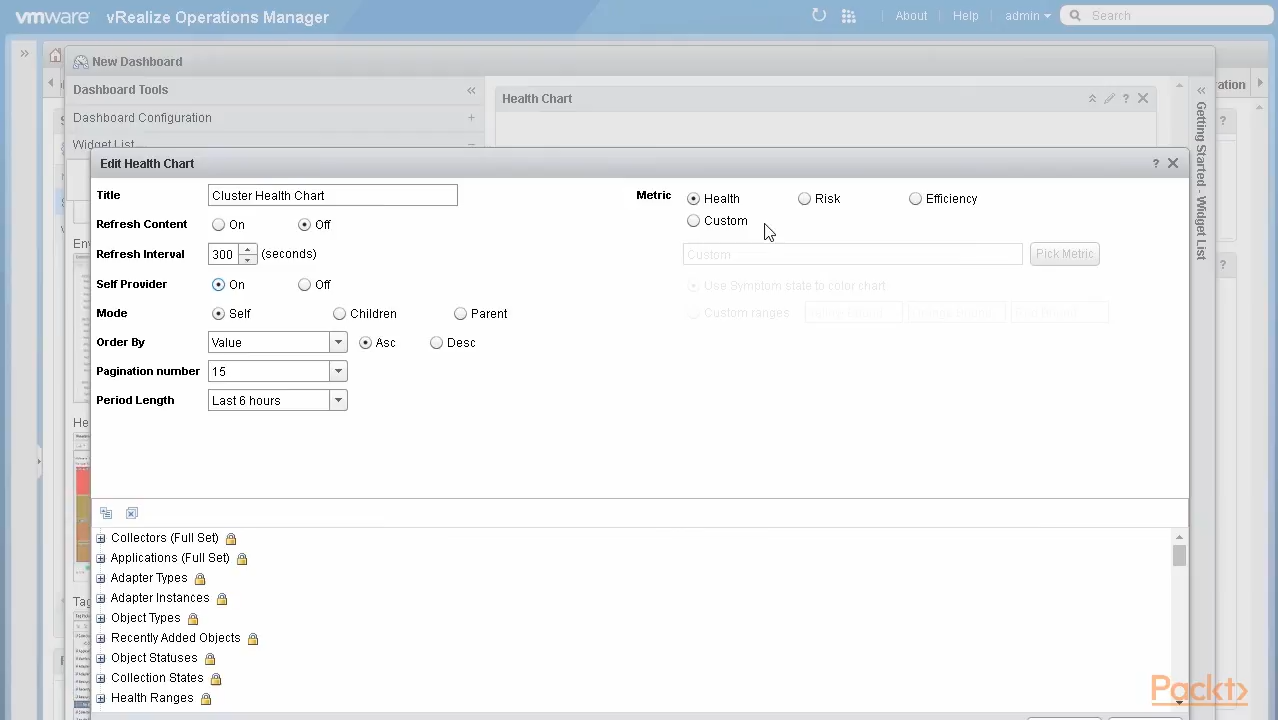 vmware vRealize Operations Manager
About Help admin Search
New Dashboard
ration
Dashboard Tools
Health Chart
Dashboard Configuration
Widget List
Getting Started - Widget List
Edit Health Chart
Title Cluster Health Chart
Metric Health Risk Efficiency
Custom
Refresh Content On Off
Refresh Interval 300 (seconds)
Custom Pick Metric
Self Provider On Off
Use Symptom state to color chart
Mode Self Children Parent
Custom ranges
Order By Value Asc Desc
Pagination number 15
Period Length Last 6 hours
Collectors (Full Set)
Applications (Full Set)
Adapter Types
Adapter Instances
Object Types
Recently Added Objects
Object Statuses
Collection States
Health Ranges
Packt